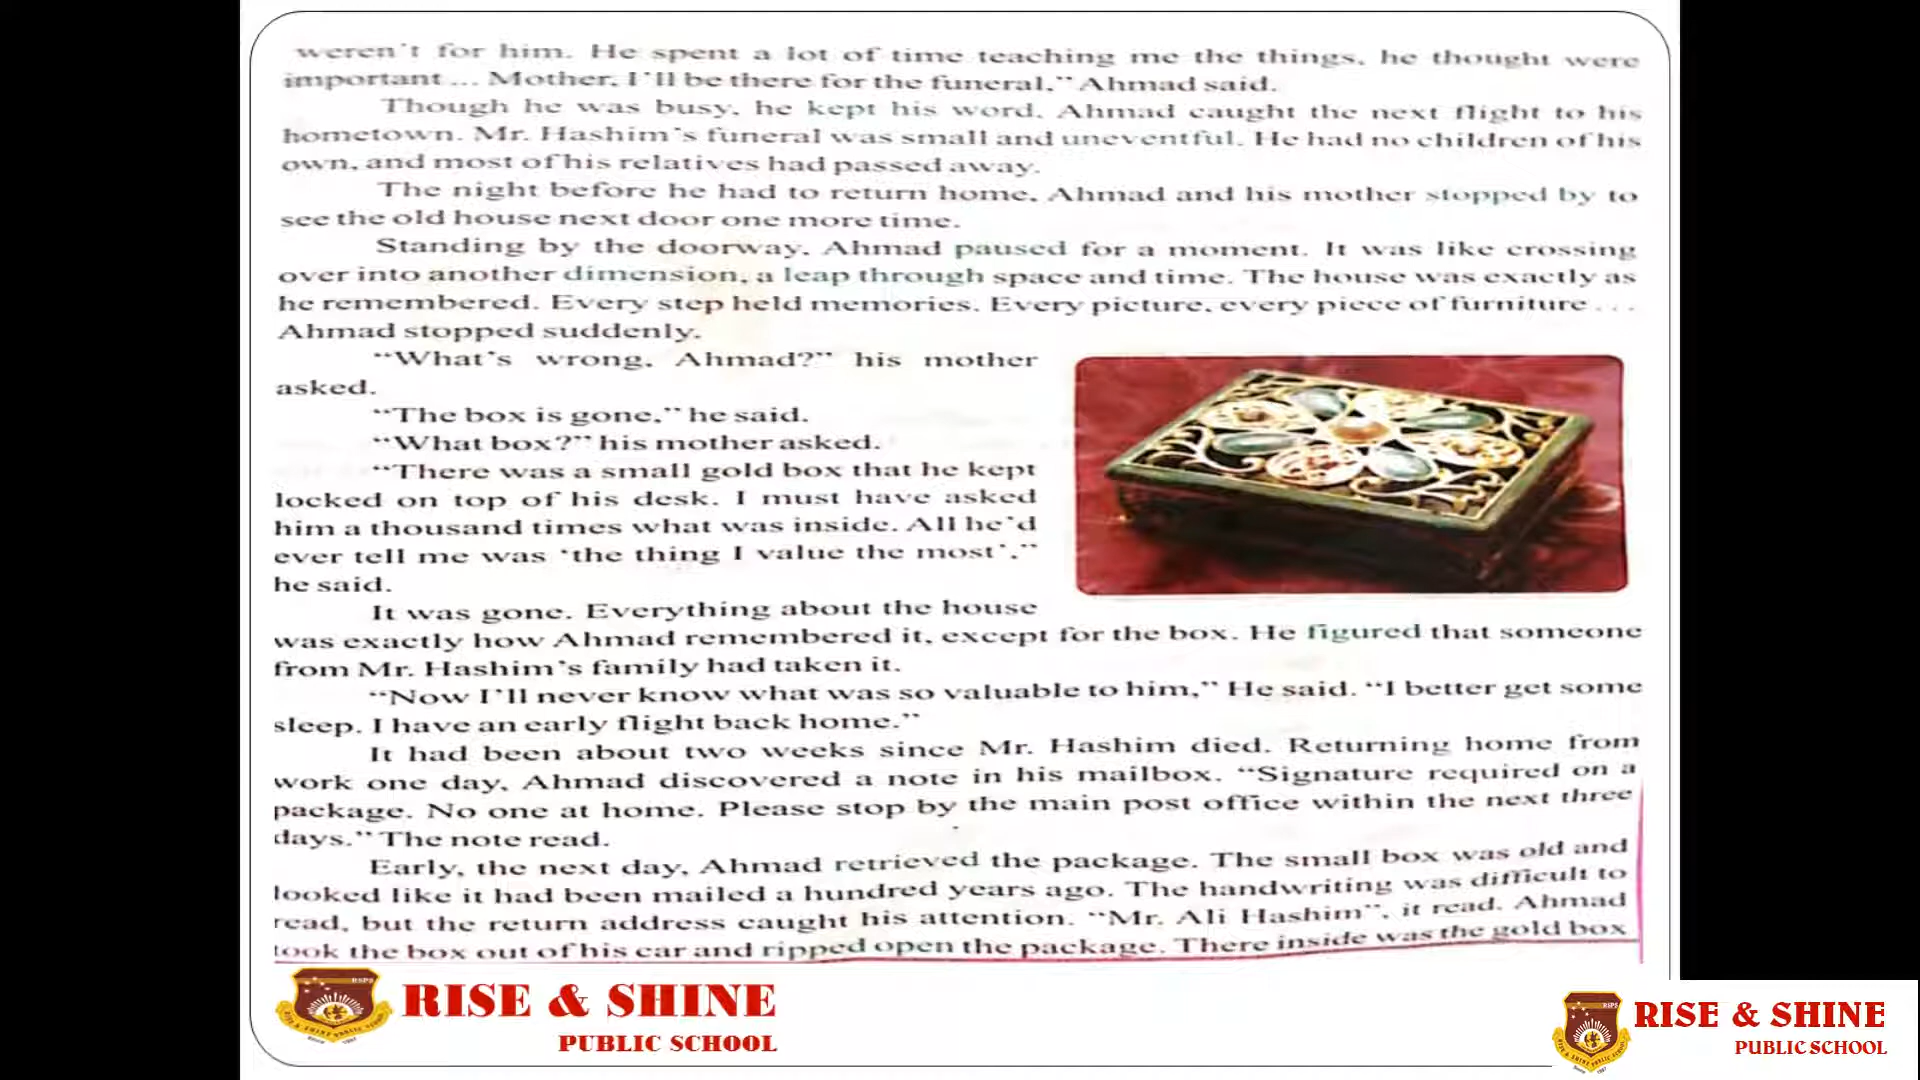 weren't for him. He spent a lot of time teaching me the things, he thought were
important ... Mother, I'll be there for the funeral," Ahmad said.
Though he was busy, he kept his word. Ahmad caught the next flight to his
hometown. Mr. Hashim's funeral was small and uneventful. He had no children of his
own, and most of his relatives had passed away.
The night before he had to return home, Ahmad and his mother stopped by to
see the old house next door one more time.
Standing by the doorway, Ahmad paused for a moment. It was like crossing
over into another dimension, a leap through space and time. The house was exactly as
he remembered. Every step held memories. Every picture, every piece of furniture ...
Ahmad stopped suddenly.
"What's wrong, Ahmad?" his mother
asked.
"The box is gone," he said.
"What box?" his mother asked.
"There was a small gold box that he kept
locked on top of his desk. I must have asked
him a thousand times what was inside. All he'd
ever tell me was 'the thing I value the most',"
he said.
It was gone. Everything about the house
was exactly how Ahmad remembered it, except for the box. He figured that someone
from Mr. Hashim's family had taken it.
"Now I'll never know what was so valuable to him," He said. "I better get some
sleep. I have an early flight back home."
It had been about two weeks since Mr. Hashim died. Returning home from
work one day, Ahmad discovered a note in his mailbox. "Signature required on a
package. No one at home. Please stop by the main post office within the next three
days." The note read.
Early, the next day, Ahmad retrieved the package. The small box was old and
looked like it had been mailed a hundred years ago. The handwriting was difficult to
read, but the return address caught his attention. "Mr. Ali Hashim", it read. Ahmad
took the box out of his car and ripped open the package. There inside was the gold box
RISE & SHINE
PUBLIC SCHOOL
RISE & SHINE
PUBLIC SCHOOL